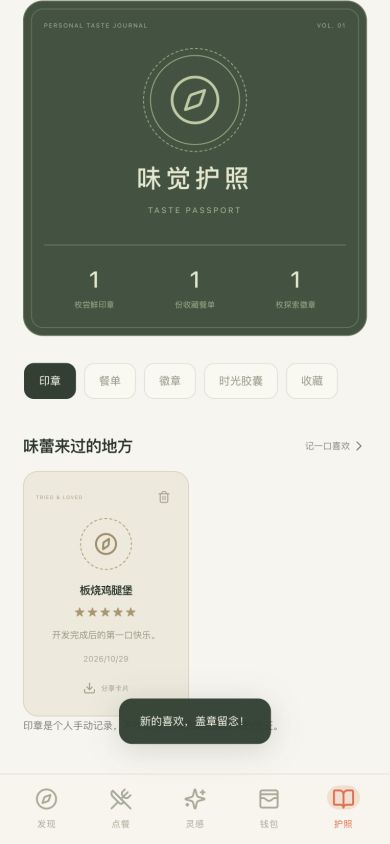 PERSONAL TASTE JOURNAL
VOL. 01
味觉护照
TASTE PASSPORT
1
1
1
枚尝鲜印章
份收藏餐单
枚探索徽章
印章
餐单
徽章
时光胶囊
收藏
味蕾来过的地方
记一口喜欢
TRIED & LOVED
板烧鸡腿堡
★★★★★
开发完成后的第一口快乐。
2026/10/29
分享卡片
新的喜欢，盖章留念！
印章是个人手动记录，
发现
点餐
灵感
钱包
护照